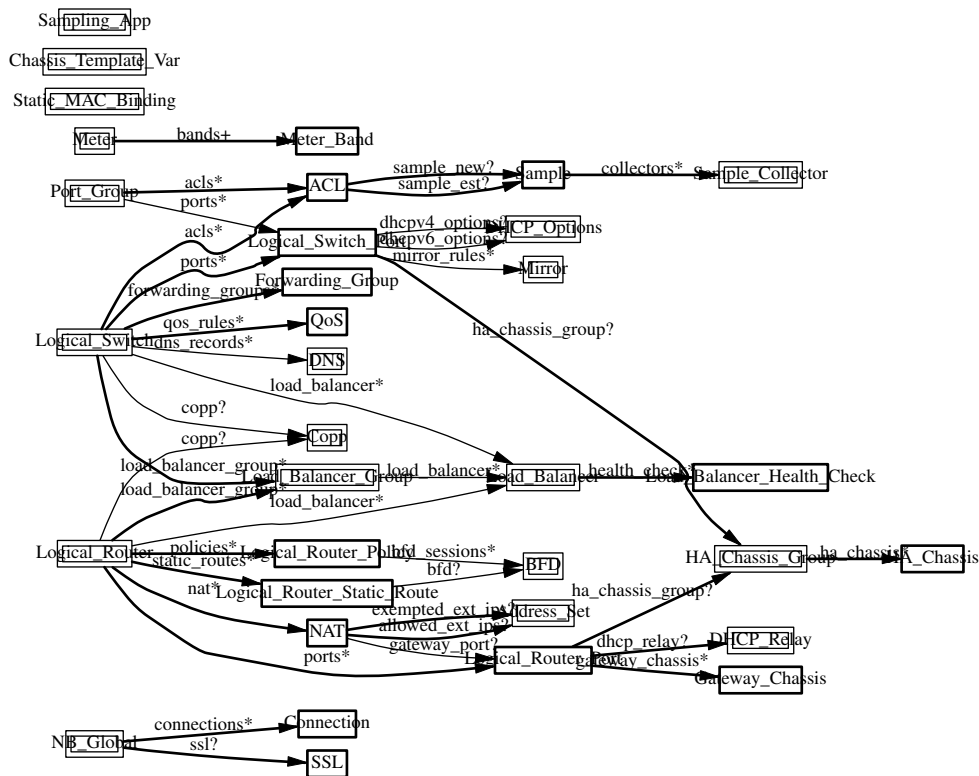 Sampling_App
Chassis_Template_Var
Static_MAC_Binding
Meter
bands+
Meter_Band
Port_Group
acls*
ACL
sample_new?
sample_est?
Sample
collectors*
Sample_Collector
ports*
acls*
ports*
Logical_Switch_Port
dhcpv4_options?
dhcpv6_options?
DHCP_Options
mirror_rules*
Mirror
forwarding_groups*
Forwarding_Group
qos_rules*
QoS
Logical_Switch
dns_records*
DNS
ha_chassis_group?
load_balancer*
copp?
copp?
Copp
load_balancer_group*
load_balancer_group*
Load_Balancer_Group
load_balancer*
Load_Balancer
health_check*
Load_Balancer_Health_Check
load_balancer*
Logical_Router
policies*
Logical_Router_Policy
bfd_sessions*
BFD
static_routes*
Logical_Router_Static_Route
bfd?
HA_Chassis_Group
ha_chassis*
HA_Chassis
nat*
NAT
exempted_ext_ips?
allowed_ext_ips?
Address_Set
ha_chassis_group?
gateway_port?
ports*
Logical_Router_Port
dhcp_relay?
DHCP_Relay
gateway_chassis*
Gateway_Chassis
NB_Global
connections*
Connection
ssl?
SSL